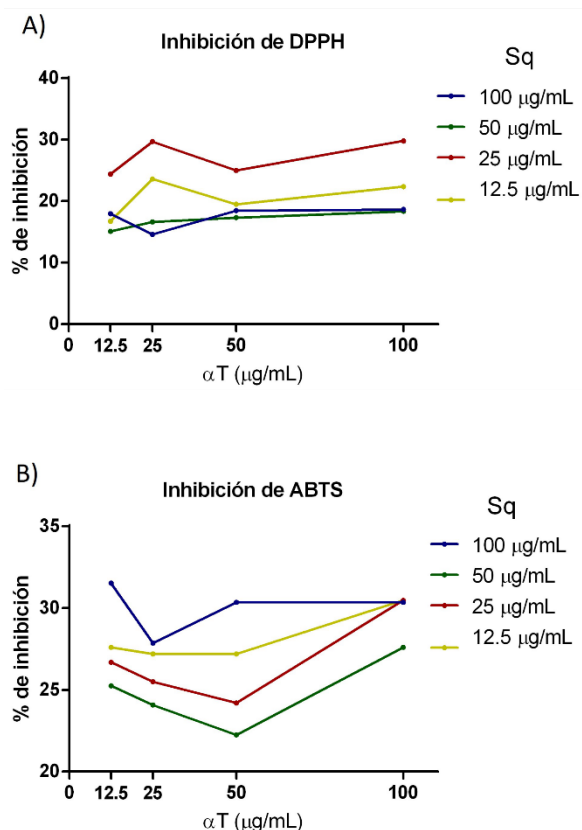 A)
Inhibición de DPPH
Sq
100 μg/mL
50 μg/mL
25 μg/mL
12.5 μg/mL
% de inhibición
40
30
20
10
0
0 12.5 25 50 100
αT (μg/mL)
B)
Inhibición de ABTS
Sq
100 μg/mL
50 μg/mL
25 μg/mL
12.5 μg/mL
% de inhibición
35
30
25
20
0 12.5 25 50 100
αT (μg/mL)